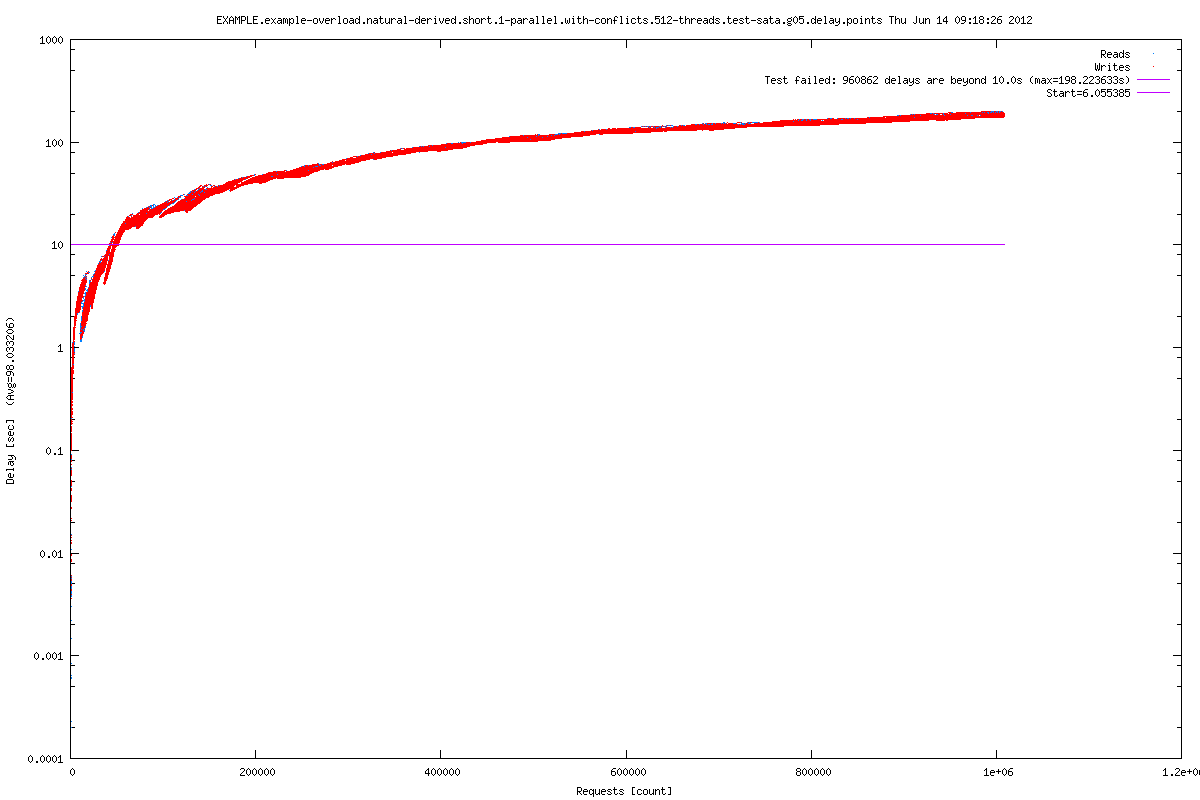 EXAMPLE.example-overload.natural-derived.short.1-parallel.with-conflicts.512-threads.test-sata.g05.delay.points Thu Jun 14 09:18:26 2012
Reads
Writes
Test failed: 960862 delays are beyond 10.0s (max=198.223633s)
Start=6.055385
1000
100
10
1
0.1
0.01
0.001
0.0001
Delay [sec] (Avg=98.033206)
0 200000 400000 600000 800000 1e+06 1.2e+0
Requests [count]